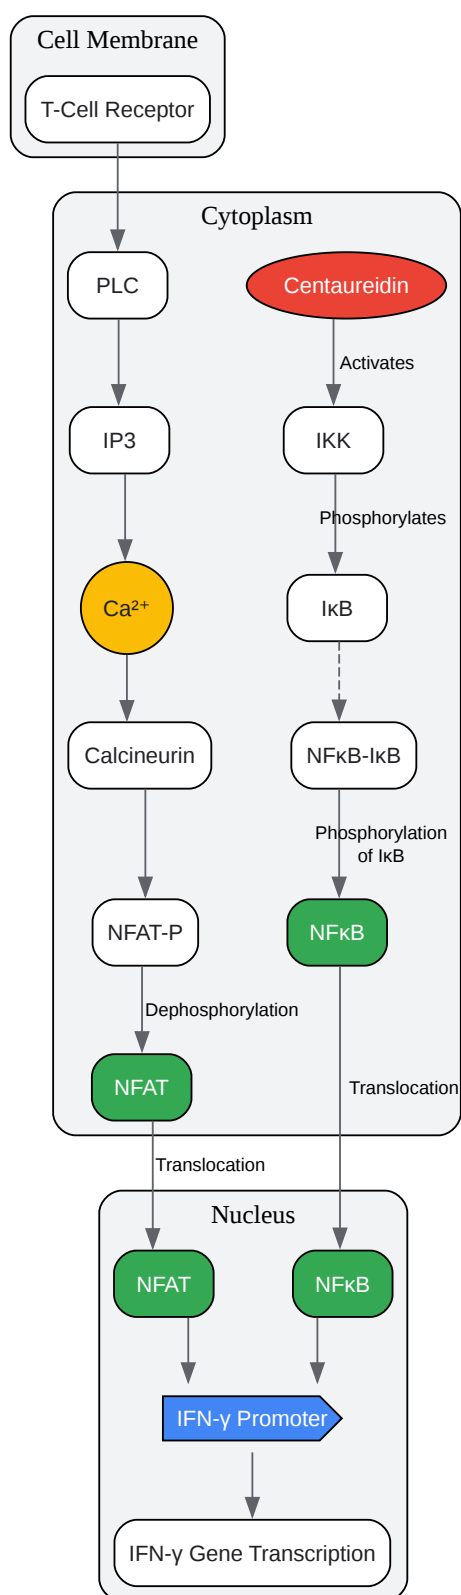 Cell Membrane
T-Cell Receptor
Cytoplasm
PLC
Centaureidin
Activates
IP3
IKK
Phosphorylates
Ca²⁺
IκB
Calcineurin
NFκB-IκB
Phosphorylation
of IκB
NFAT-P
NFκB
Dephosphorylation
NFAT
Translocation
Translocation
Nucleus
NFAT
NFκB
IFN-γ Promoter
IFN-γ Gene Transcription